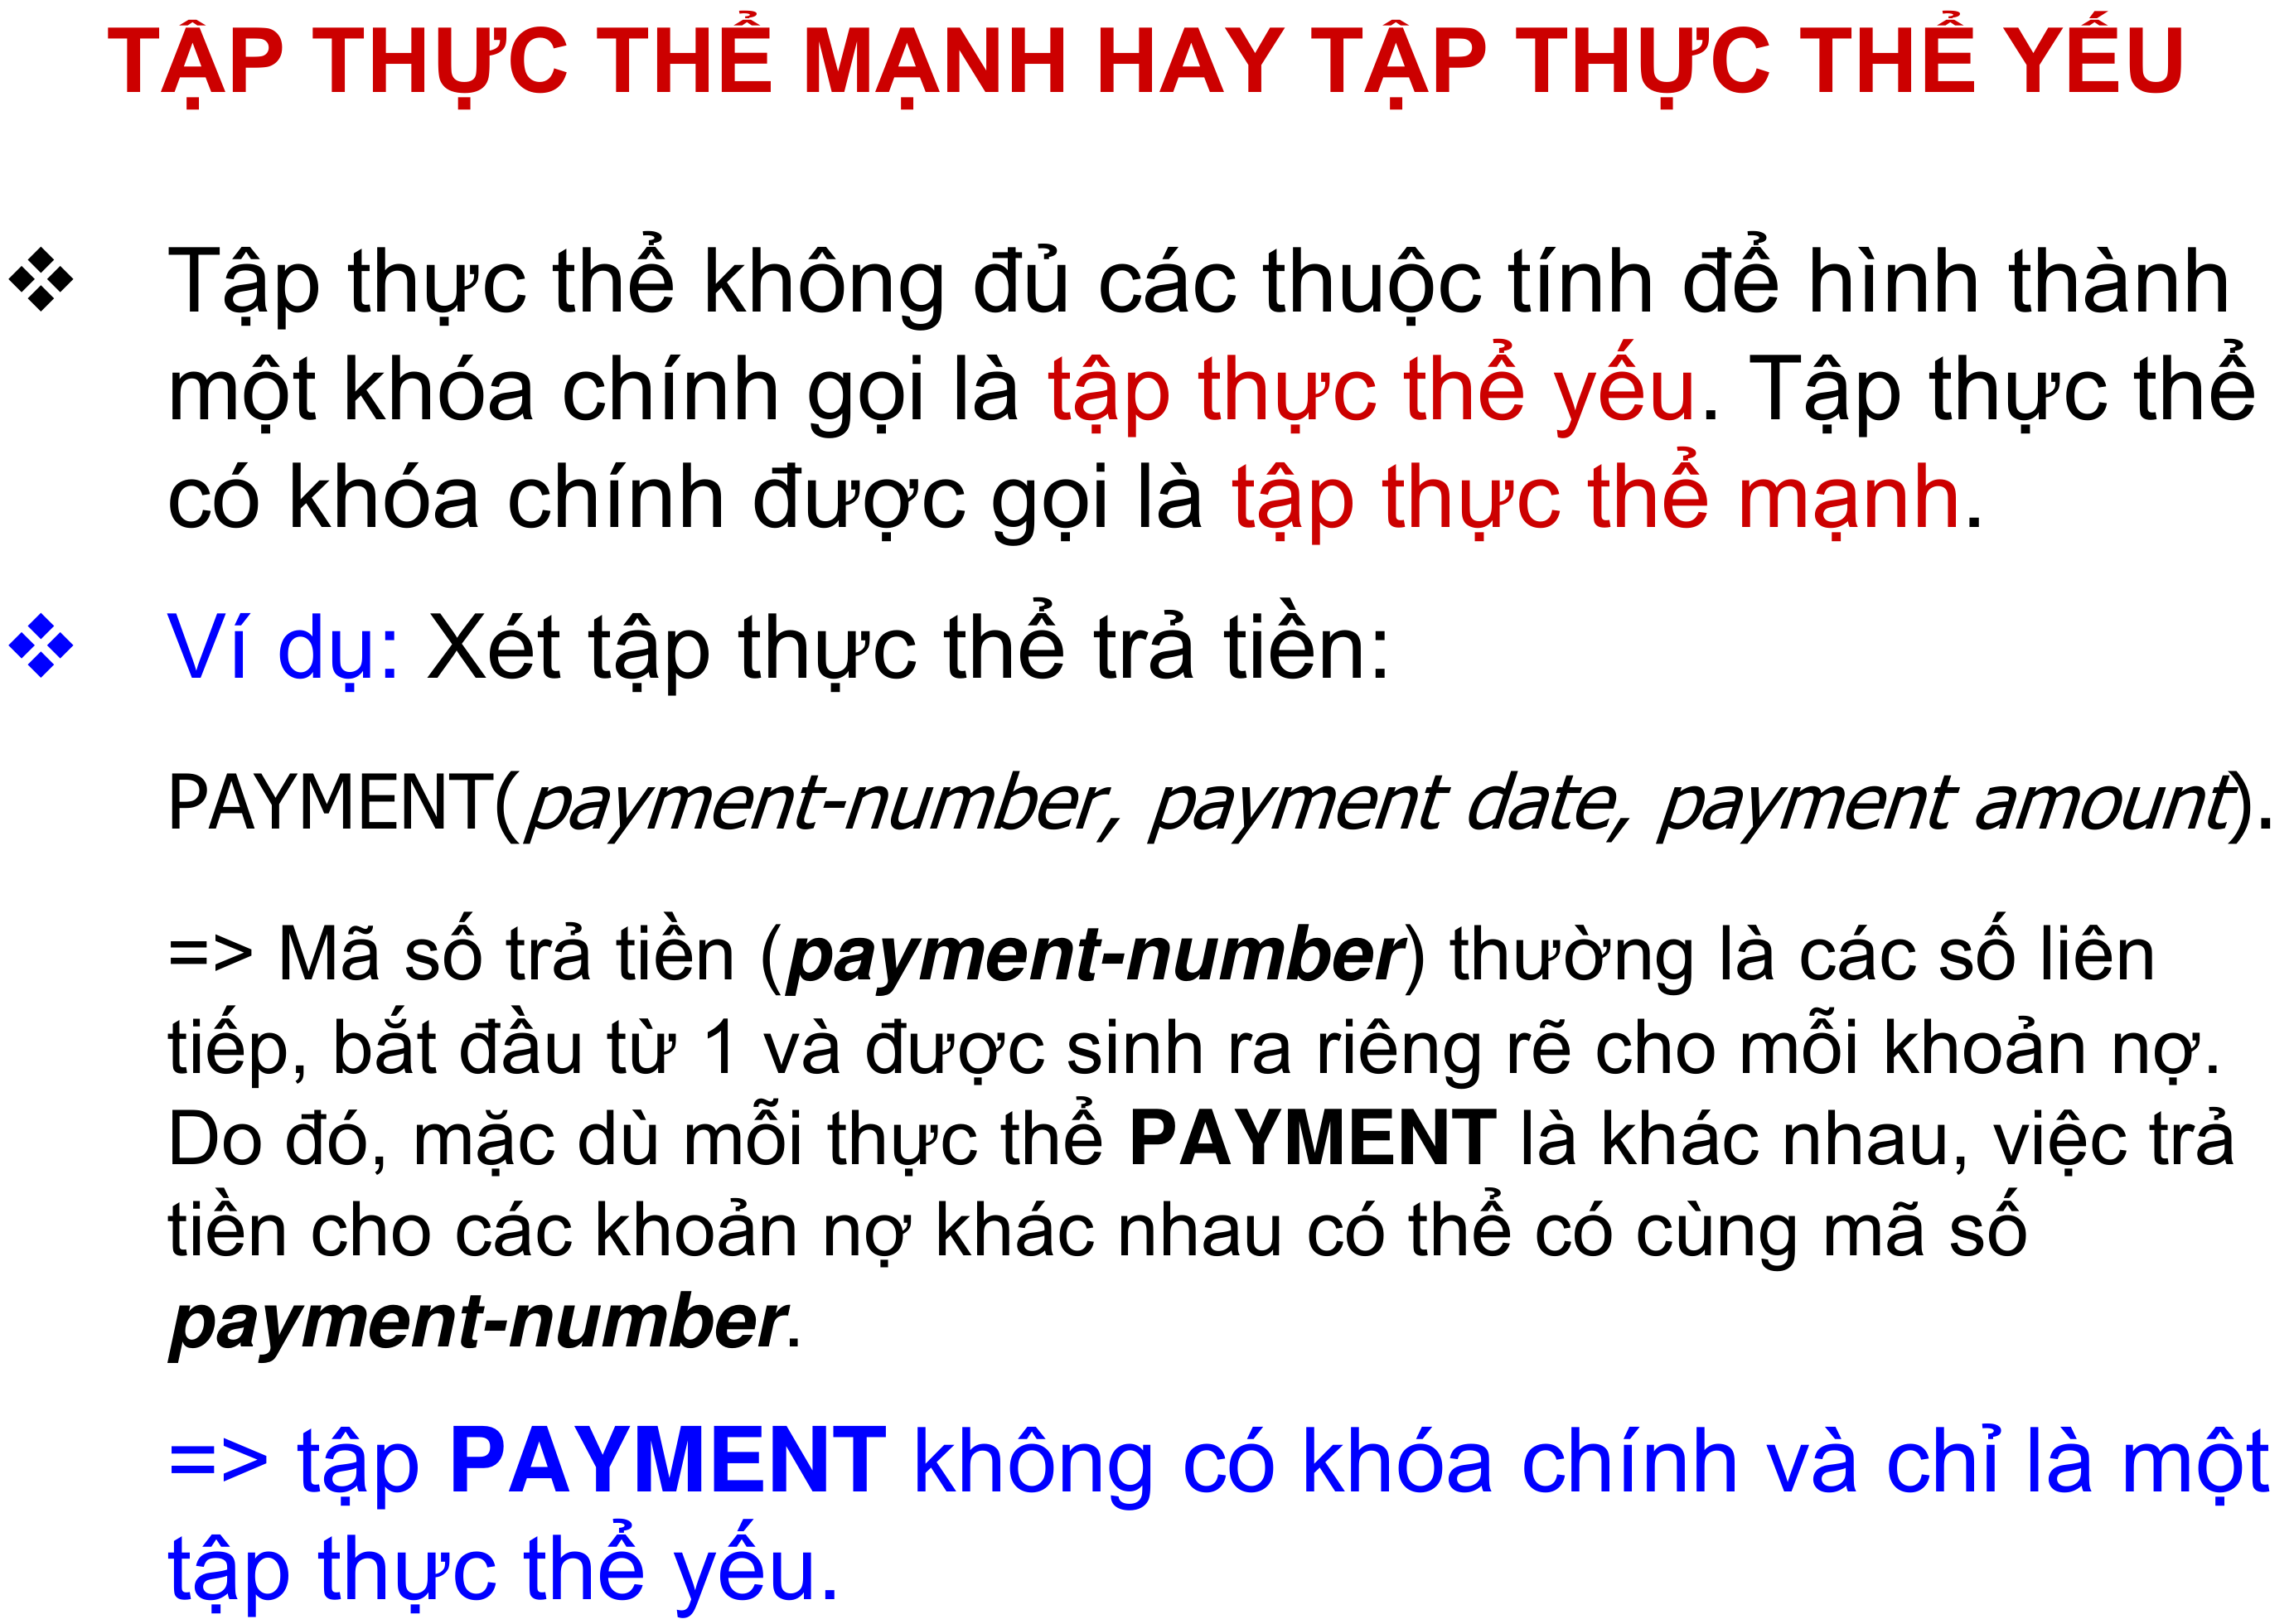 TẬP THỰC THỂ MẠNH HAY TẬP THỰC THỂ YẾU
❖ Tập thực thể không đủ các thuộc tính để hình thành
một khóa chính gọi là tập thực thể yếu. Tập thực thể
có khóa chính được gọi là tập thực thể mạnh.
❖ Ví dụ: Xét tập thực thể trả tiền:
PAYMENT(payment-number, payment date, payment amount).
=> Mã số trả tiền (payment-number) thường là các số liên
tiếp, bắt đầu từ 1 và được sinh ra riêng rẽ cho mỗi khoản nợ.
Do đó, mặc dù mỗi thực thể PAYMENT là khác nhau, việc trả
tiền cho các khoản nợ khác nhau có thể có cùng mã số
payment-number.
=> tập PAYMENT không có khóa chính và chỉ là một
tập thực thể yếu.